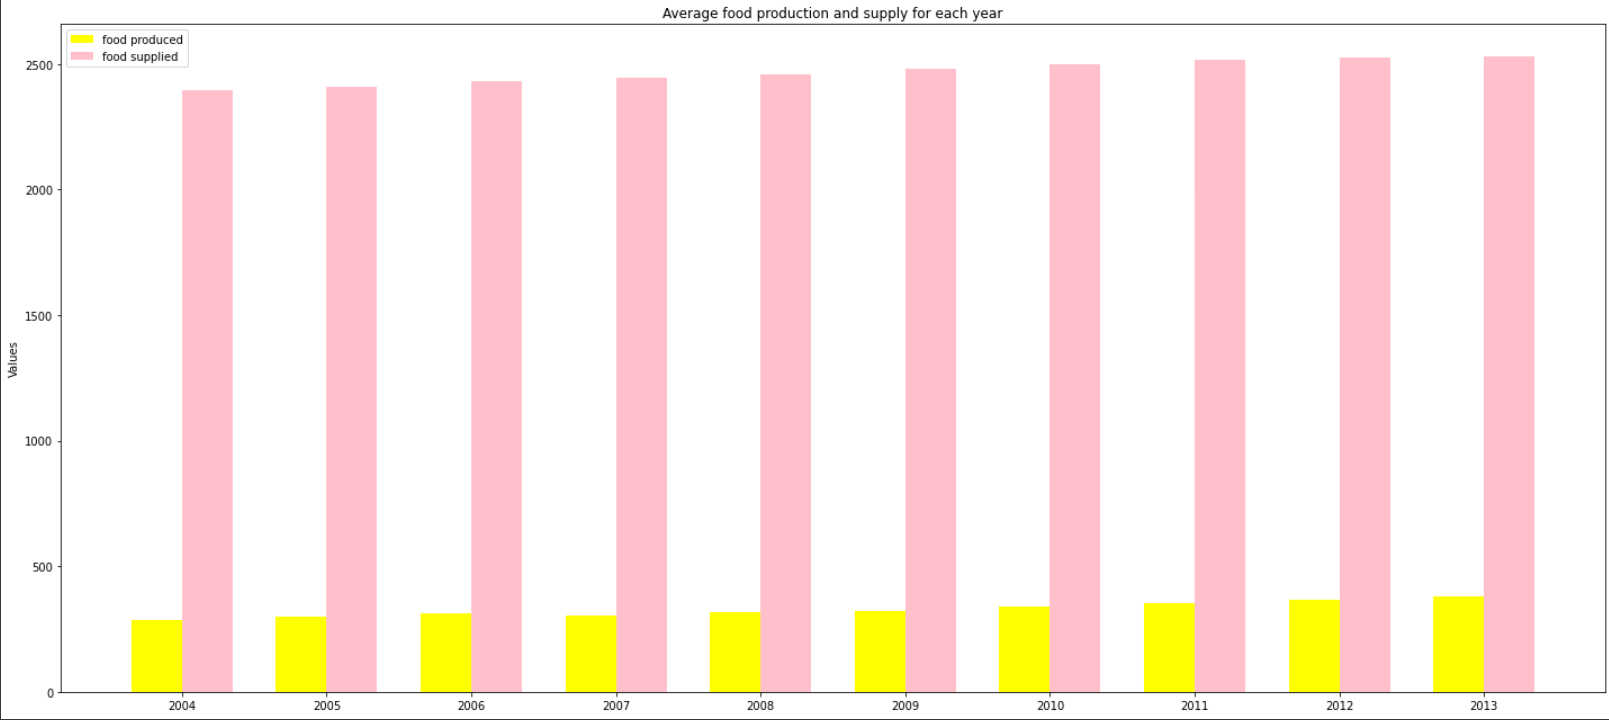 Average food production and supply for each year
food produced
food supplied
2500
2000
1500
1000
500
0
Values
2004 2005 2006 2007 2008 2009 2010 2011 2012 2013